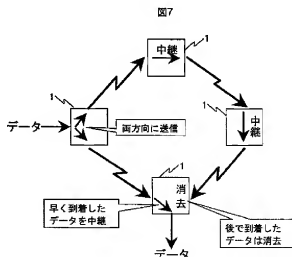 図7
1
中継
1
データ
両方向に送信
1
中継
1
消去
早く到着した
データを中継
後で到着した
データは消去
データ